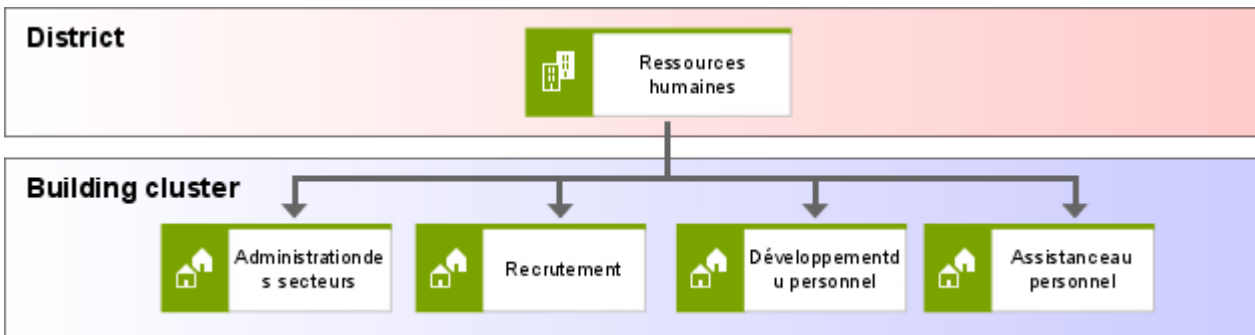 District
Ressources
humaines
Building cluster
Administrationde
s secteurs
Recrutement
Développementd
u personnel
Assistanceau
personnel